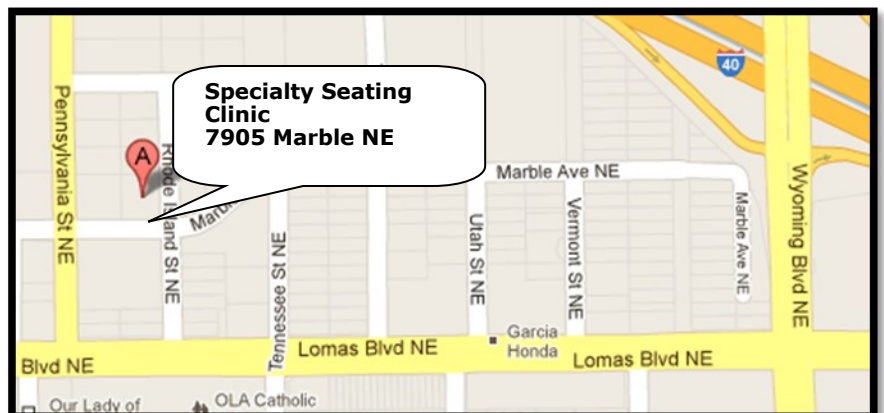 40
Specialty Seating
Clinic
7905 Marble NE
Pennsylvania St NE
A
Rhode Island St NE
Marble Ave NE
Marble Ave NE
Wyoming Blvd NE
Utah St NE
Vermont St NE
Tennessee St NE
Garcia
Honda
Lomas Blvd NE
Lomas Blvd NE
Blvd NE
Our Lady of
OLA Catholic